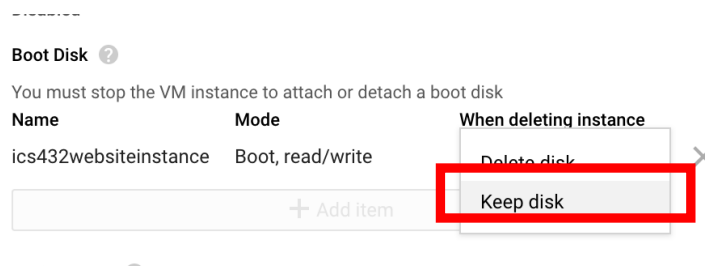 Disabled
Boot Disk
You must stop the VM instance to attach or detach a boot disk
Name Mode When deleting instance
ics432websiteinstance Boot, read/write Delete disk
Keep disk
+ Add item